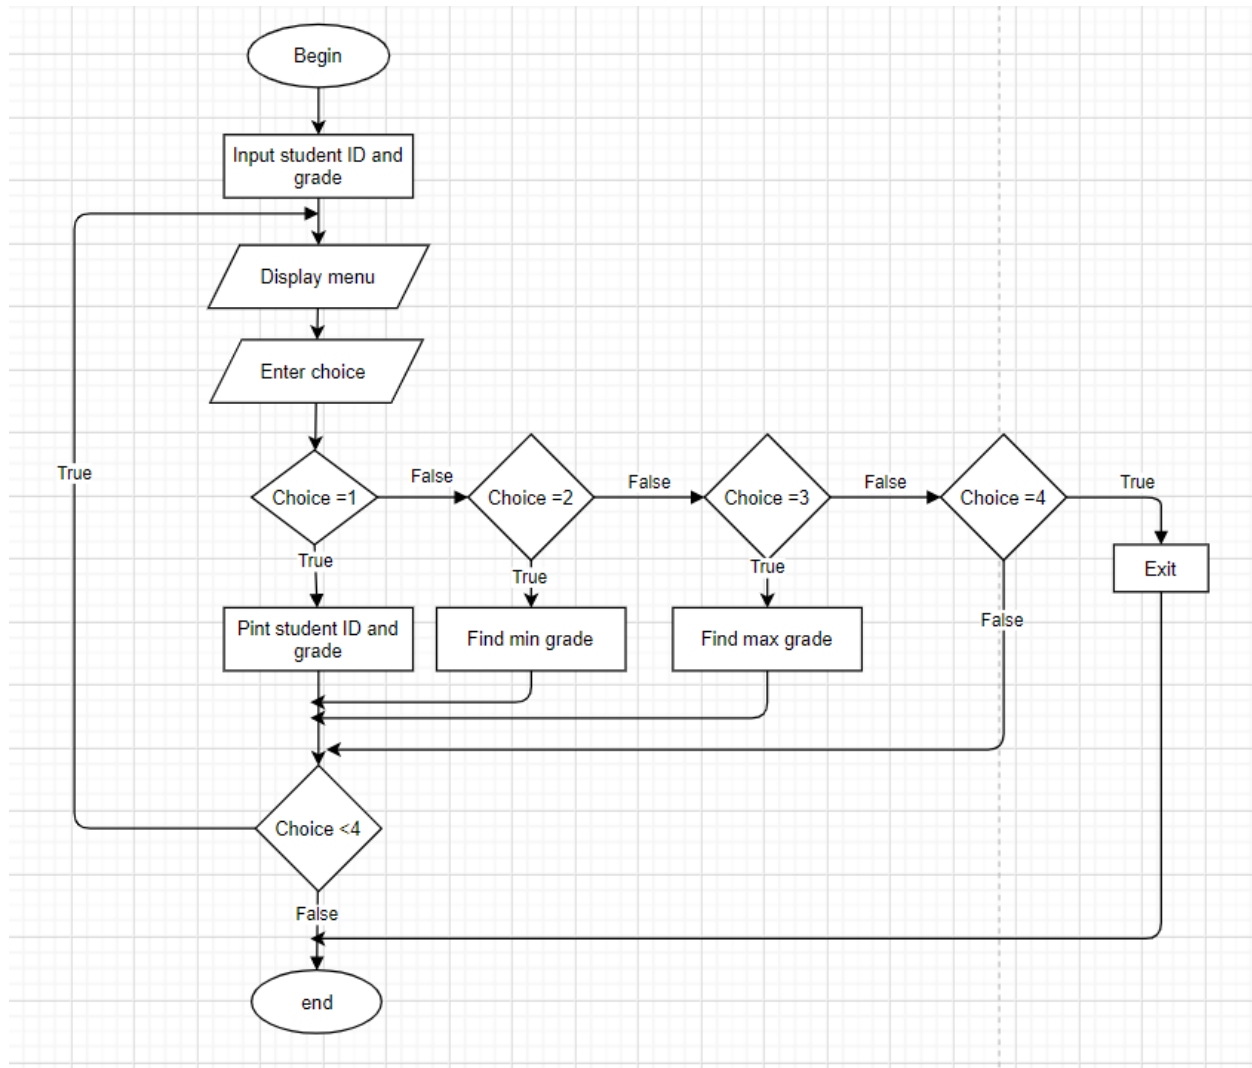 Begin
Input student ID and
grade
Display menu
Enter choice
True
Choice =1
False
Choice =2
False
Choice =3
False
Choice =4
True
Exit
True
True
True
False
Pint student ID and
grade
Find min grade
Find max grade
Choice <4
False
end